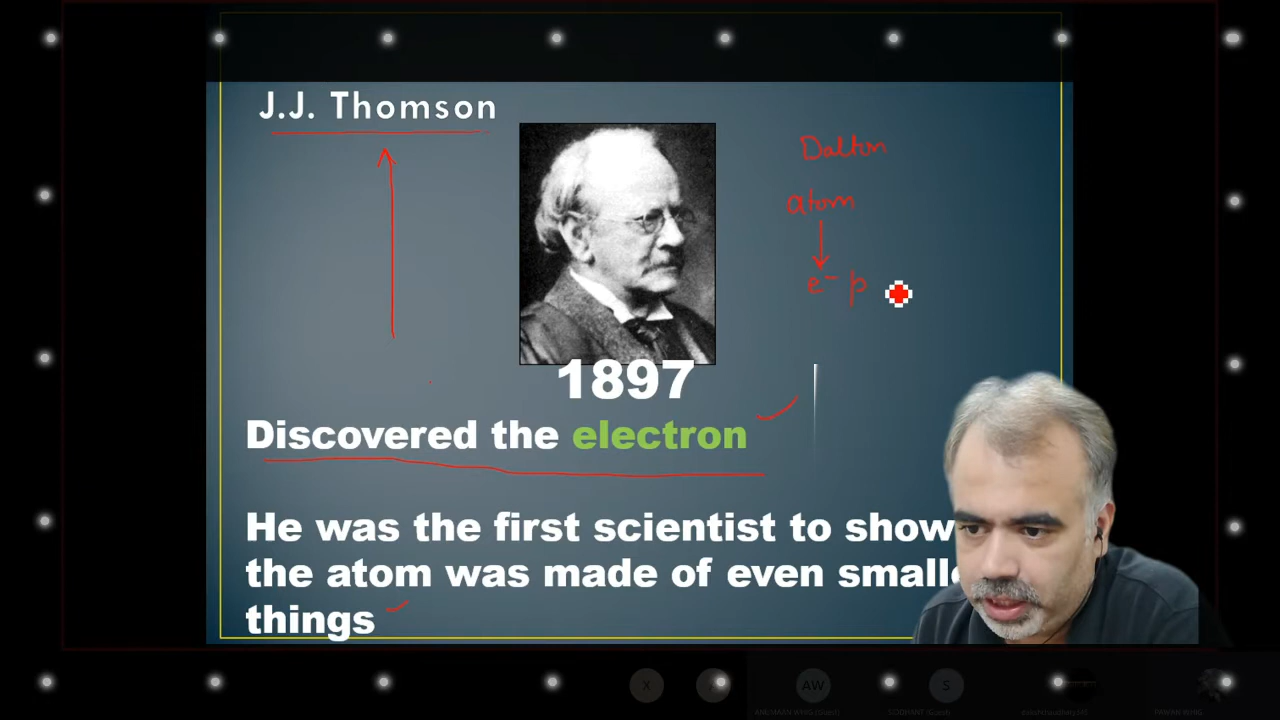 J.J. Thomson
Dalton
atom
e⁻ p
1897
Discovered the electron
He was the first scientist to show
the atom was made of even smalle
things
X
AW
S